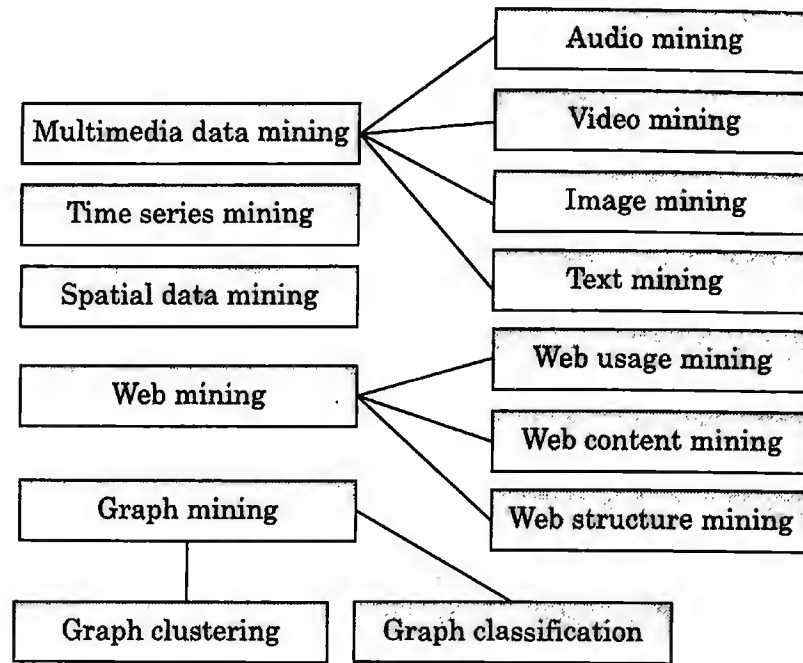 Audio mining
Multimedia data mining
Video mining
Time series mining
Image mining
Spatial data mining
Text mining
Web mining
Web usage mining
Web content mining
Graph mining
Web structure mining
Graph clustering
Graph classification